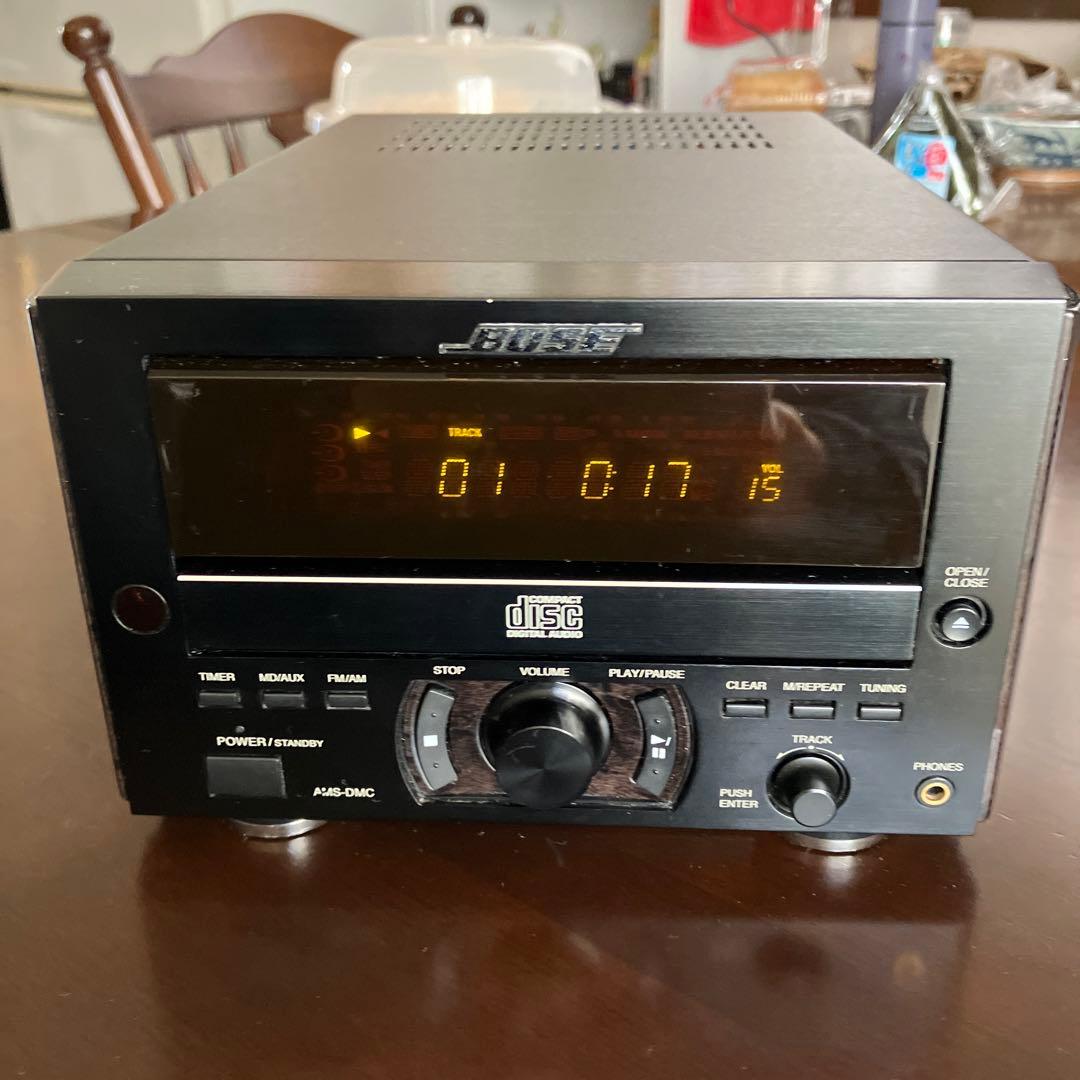 BOSE
TRACK
01 0:17
VOL
15
OPEN/
CLOSE
COMPACT
disc
DIGITAL AUDIO
TIMER
MD/AUX
FM/AM
STOP
VOLUME
PLAY/PAUSE
CLEAR
M/REPEAT
TUNING
POWER/STANDBY
AMS-DMC
TRACK
PUSH
ENTER
PHONES